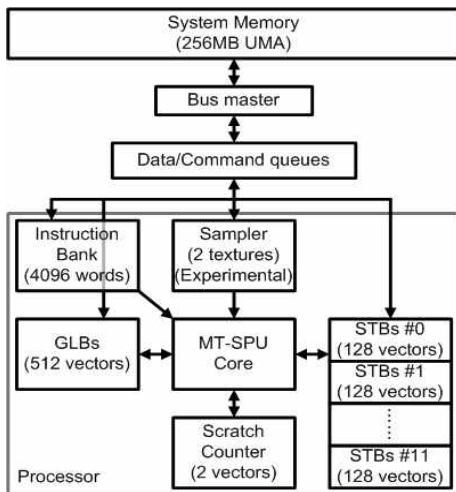 System Memory
(256MB UMA)
Bus master
Data/Command queues
Instruction
Bank
(4096 words)
Sampler
(2 textures)
(Experimental)
GLBs
(512 vectors)
MT-SPU
Core
STBs #0
(128 vectors)
STBs #1
(128 vectors)
STBs #11
(128 vectors)
Scratch
Counter
(2 vectors)
Processor